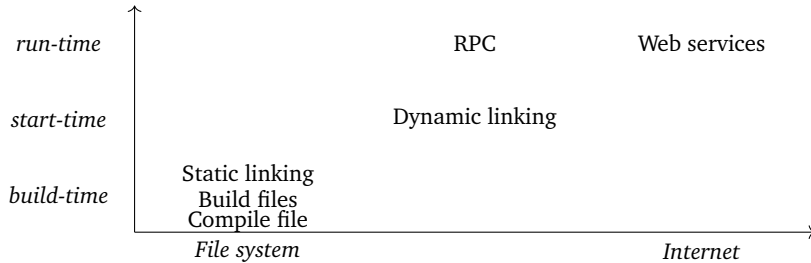 run-time
RPC
Web services
start-time
Dynamic linking
Static linking
build-time
Build files
Compile file
File system
Internet